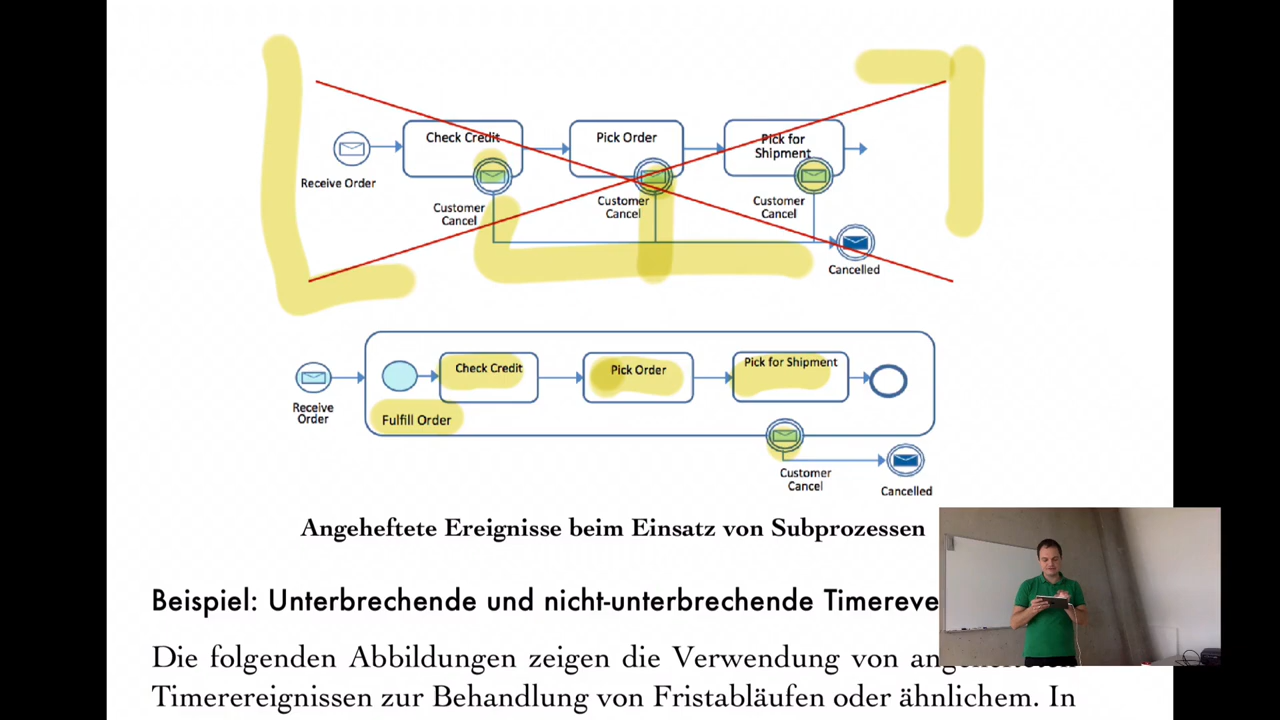 Check Credit
Pick Order
Pick for
Shipment
Receive Order
Customer
Cancel
Customer
Cancel
Customer
Cancel
Cancelled
Check Credit
Pick Order
Pick for Shipment
Receive
Order
Fulfill Order
Customer
Cancel
Cancelled
Angeheftete Ereignisse beim Einsatz von Subprozessen
Beispiel: Unterbrechende und nicht-unterbrechende
Die folgenden Abbildungen zeigen die Verwendung von
Timerereignissen zur Behandlung von Fristabläufen oder ähnlichem. In